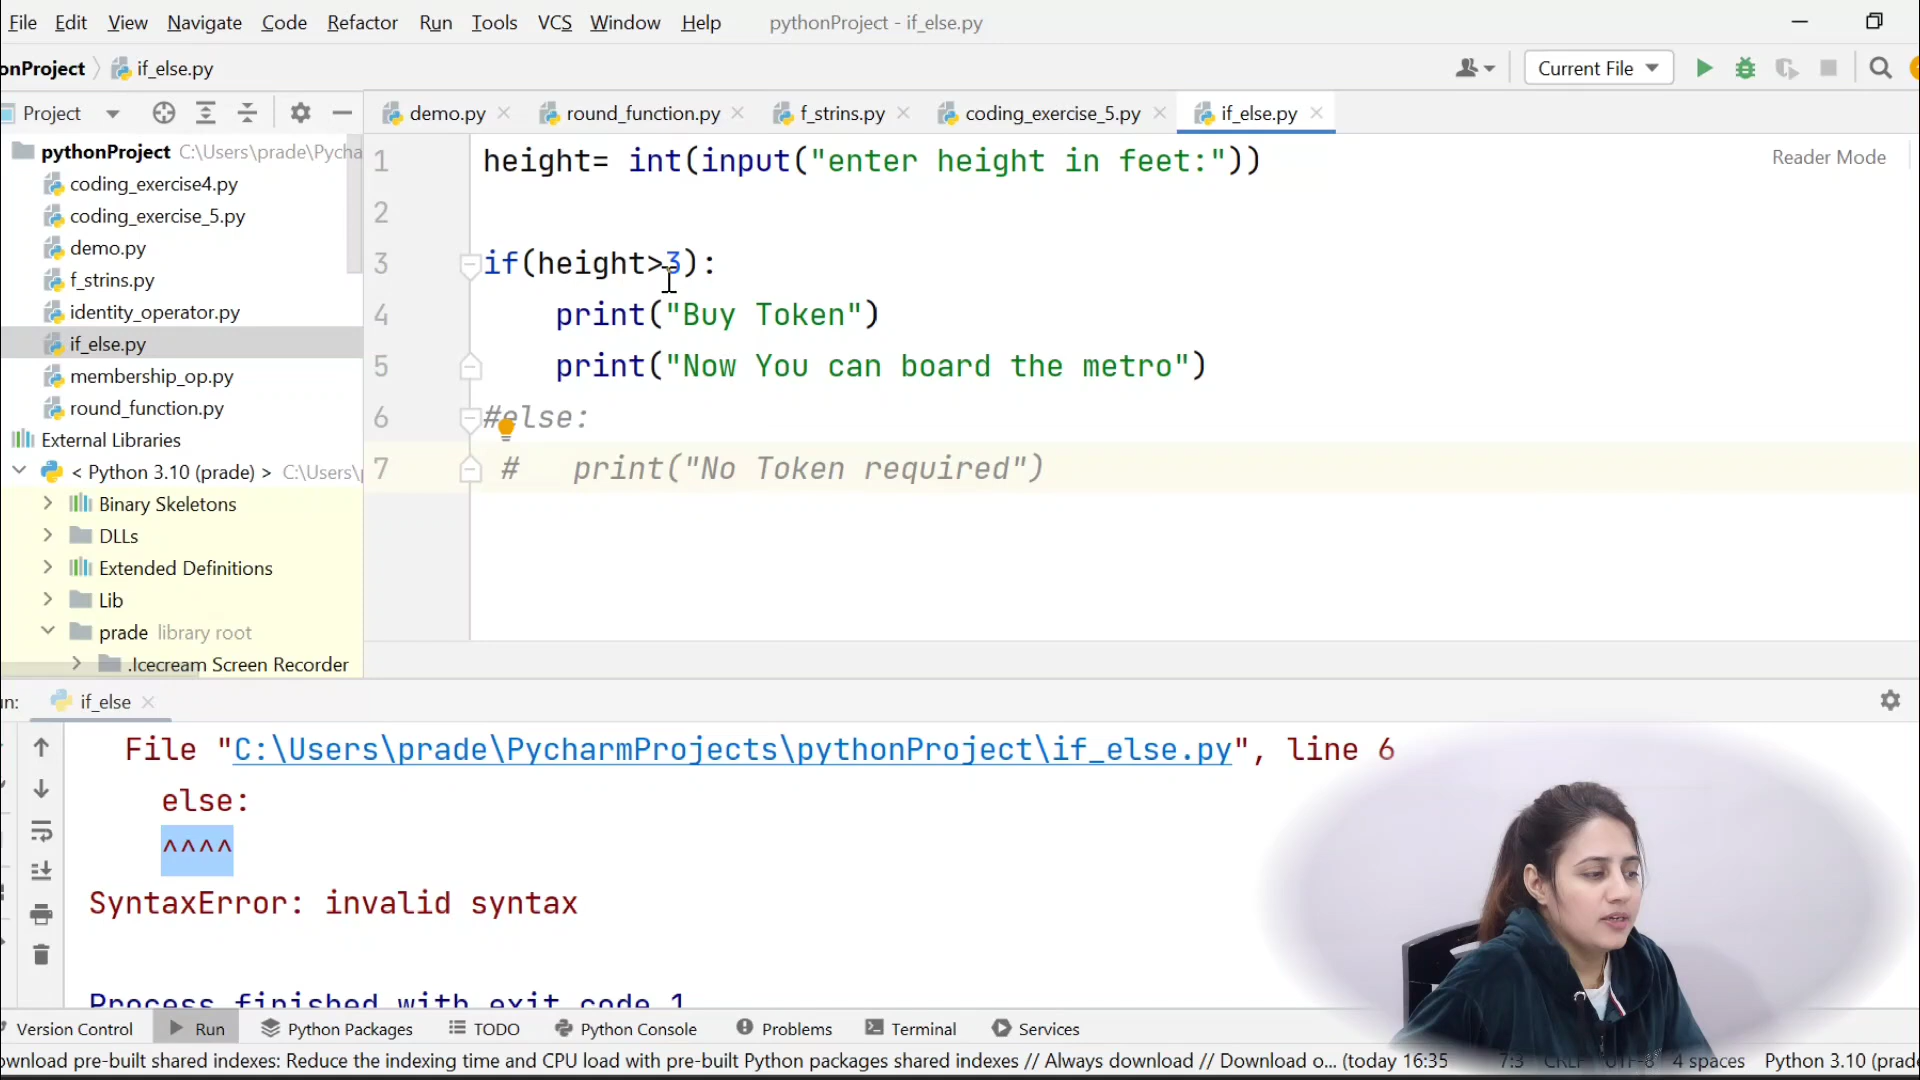 File Edit View Navigate Code Refactor Run Tools VCS Window Help pythonProject - if_else.py
onProject if_else.py Current File
Project demo.py round_function.py f_strins.py coding_exercise_5.py if_else.py
pythonProject C:\Users\prade\Pycha
coding_exercise4.py
coding_exercise_5.py
demo.py
f_strins.py
identity_operator.py
if_else.py
membership_op.py
round_function.py
External Libraries
< Python 3.10 (prade) > C:\Users\
Binary Skeletons
DLLs
Extended Definitions
Lib
prade library root
.Icecream Screen Recorder
Reader Mode
1 height= int(input("enter height in feet:"))
2
3 if(height>3):
4 print("Buy Token")
5 print("Now You can board the metro")
6 #else:
7 # print("No Token required")
un: if_else
File "C:\Users\prade\PycharmProjects\pythonProject\if_else.py", line 6
else:
^^^^
SyntaxError: invalid syntax
Process finished with exit code 1
Version Control Run Python Packages TODO Python Console Problems Terminal Services
ownload pre-built shared indexes: Reduce the indexing time and CPU load with pre-built Python packages shared indexes // Always download // Download o... (today 16:35 7:3 CRLF UTF-8 4 spaces Python 3.10 (prade